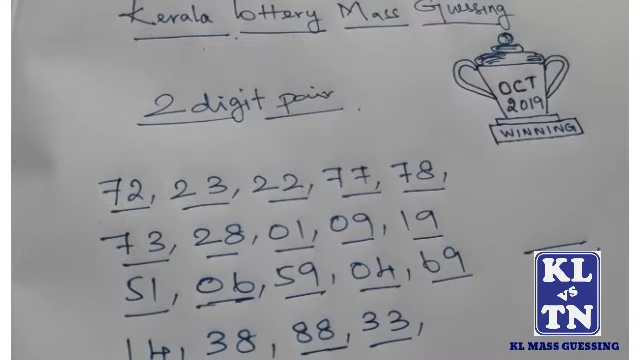 Kerala Lottery Mass Guessing
OCT
2019
WINNING
2 digit pair.
72, 23, 22, 77, 78,
73, 28, 01, 09, 19
51, 06, 59, 04, 69
14, 38, 88, 33,
KL
vs
TN
KL MASS GUESSING